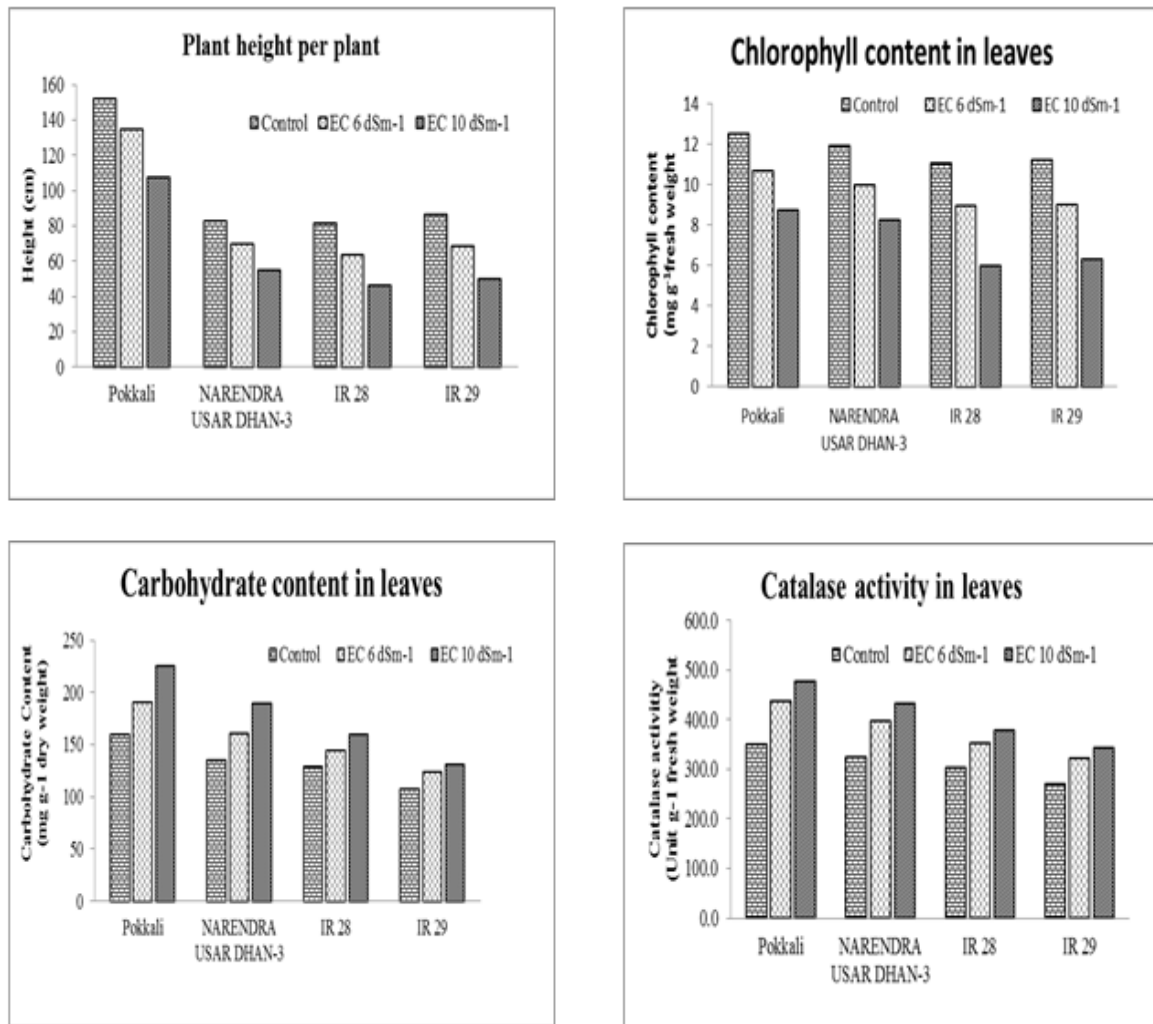 Plant height per plant
Control EC 6 dSm-1 EC 10 dSm-1
Height (cm)
160
140
120
100
80
60
40
20
0
Pokkali NARENDRA USAR DHAN-3 IR 28 IR 29
Chlorophyll content in leaves
Control EC 6 dSm-1 EC 10 dSm-1
Chlorophyll content
(mg g-¹fresh weight)
14
12
10
8
6
4
2
0
Pokkali NARENDRA USAR DHAN-3 IR 28 IR 29
Carbohydrate content in leaves
Control EC 6 dSm-1 EC 10 dSm-1
Carbohydrate Content
(mg g-1 dry weight)
250
200
150
100
50
0
Pokkali NARENDRA USAR DHAN-3 IR 28 IR 29
Catalase activity in leaves
Control EC 6 dSm-1 EC 10 dSm-1
Catalase activitiy
(Unit g-1 fresh weight
600.0
500.0
400.0
300.0
200.0
100.0
0.0
Pokkali NARENDRA USAR DHAN-3 IR 28 IR 29